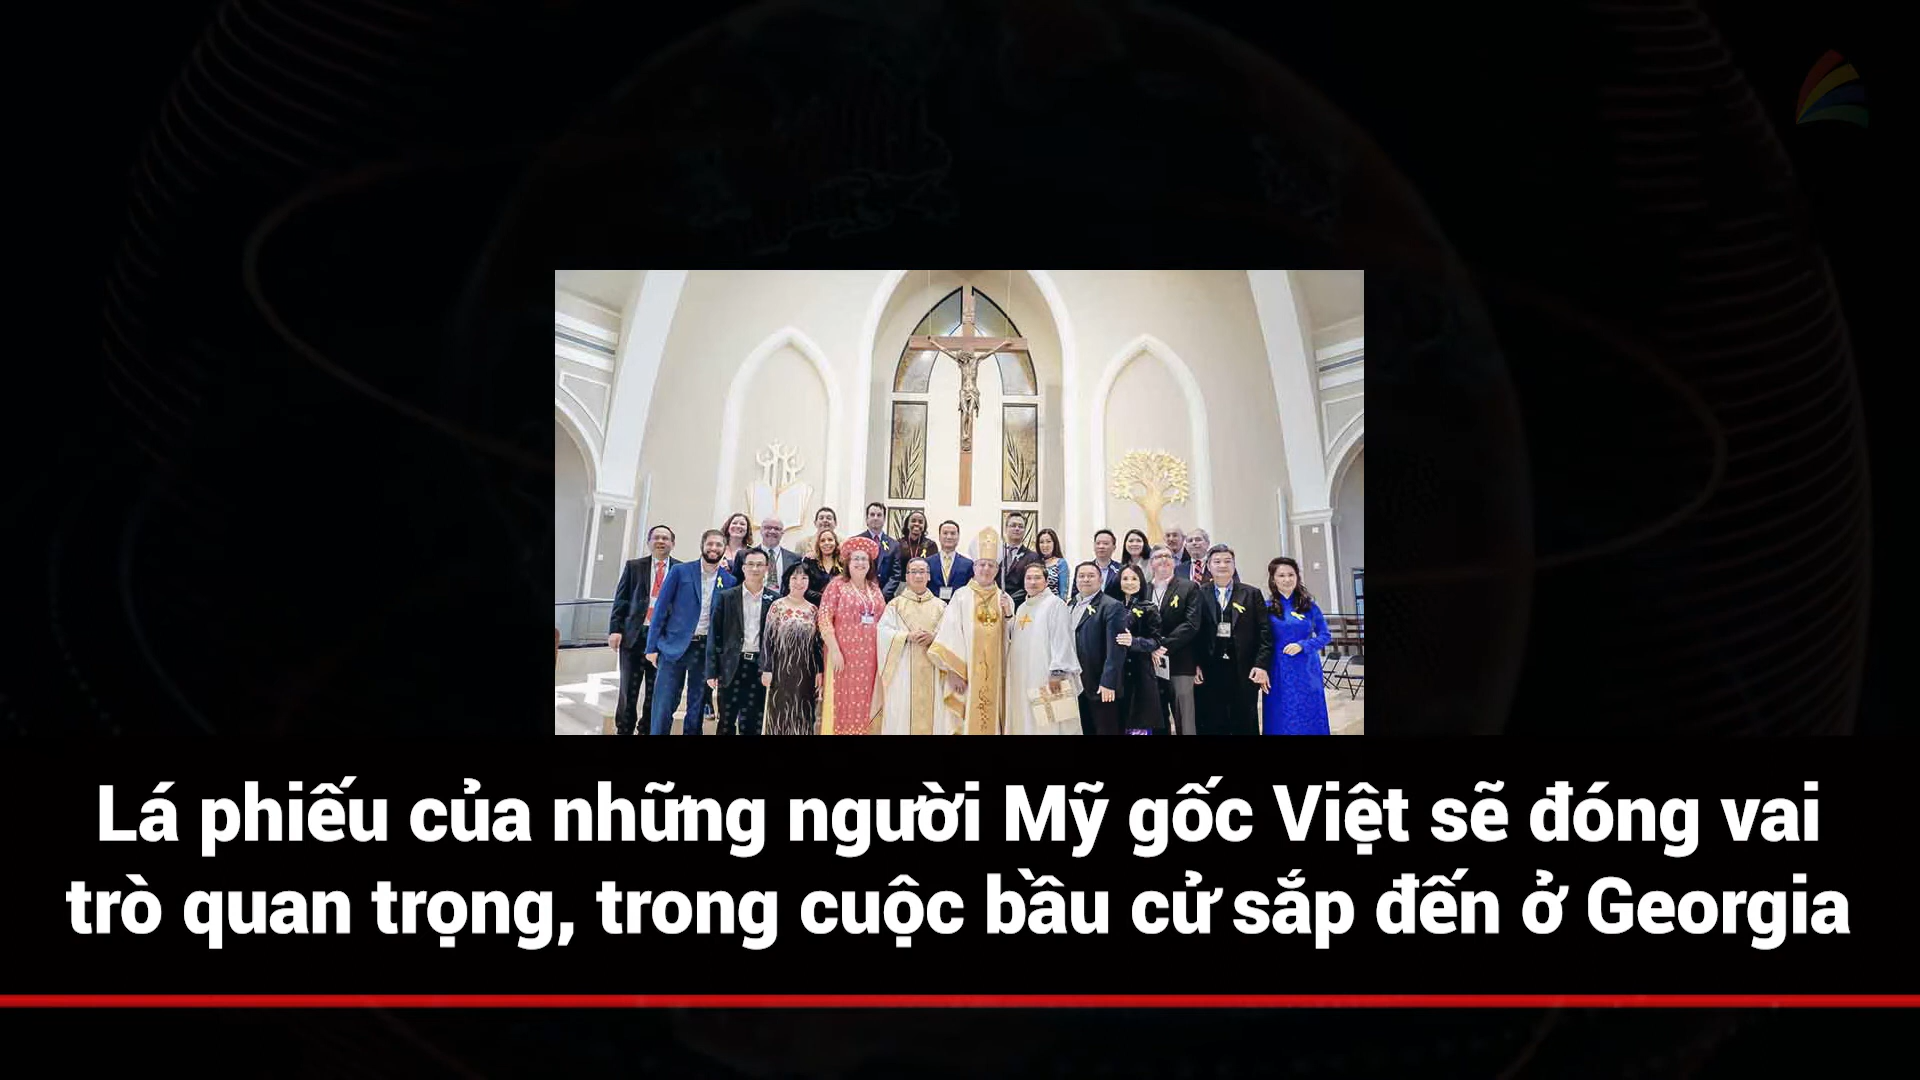 Lá phiếu của những người Mỹ gốc Việt sẽ đóng vai
trò quan trọng, trong cuộc bầu cử sắp đến ở Georgia